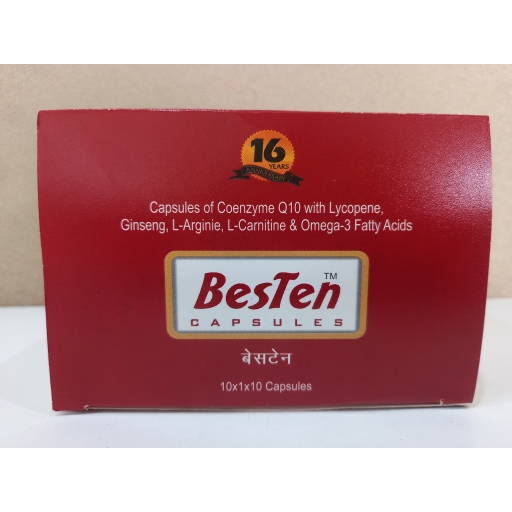 16
YEARS
ANNIVERSARY
Capsules of Coenzyme Q10 with Lycopene,
Ginseng, L-Arginie, L-Carnitine & Omega-3 Fatty Acids
BesTen™
CAPSULES
बेसटेन
10x1x10 Capsules